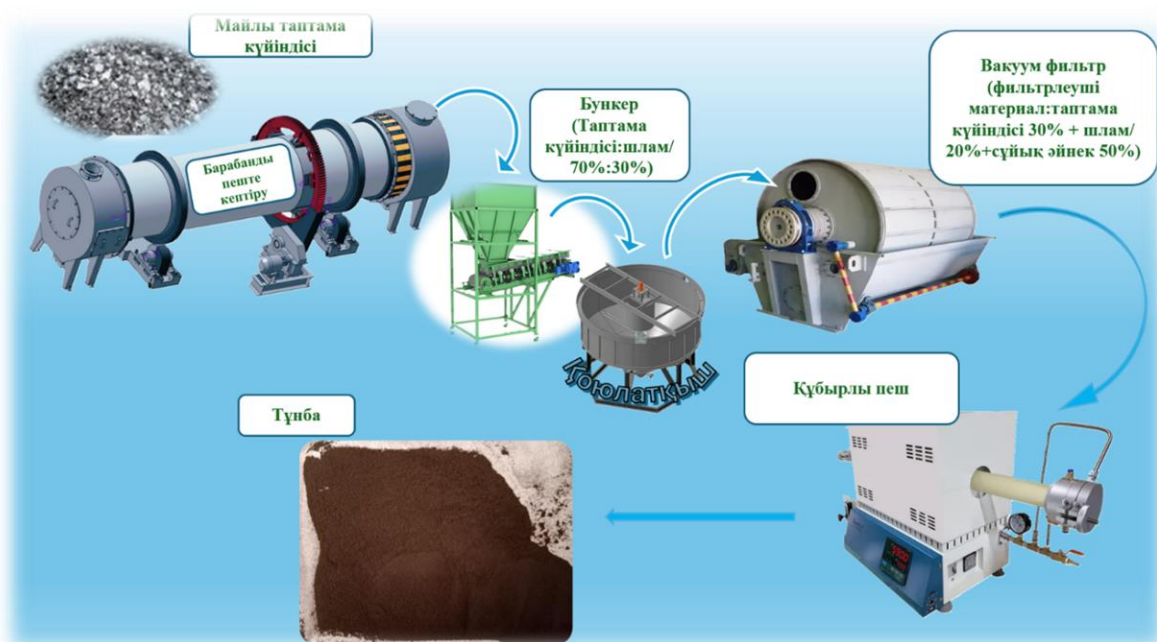 Майлы таптама
күйіндісі
Барабанды
пеште
кептіру
Бункер
(Таптама
күйіндісі:шлам/
70%:30%)
Қоюлатқыш
Вакуум фильтр
(фильтрлеуші
материал:таптама
күйіндісі 30% + шлам/
20%+сұйық әйнек 50%)
Құбырлы пеш
Тұнба